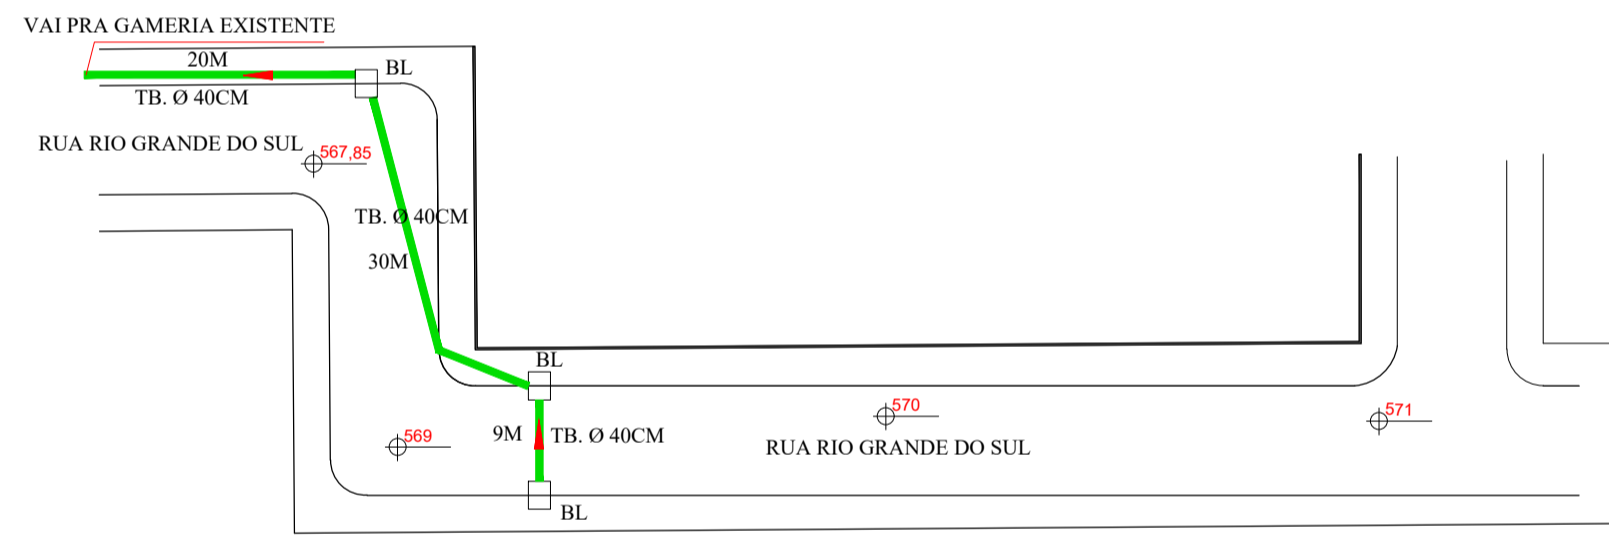 VAI PRA GAMERIA EXISTENTE
20M
BL
TB. Ø 40CM
RUA RIO GRANDE DO SUL
567,85
TB. Ø 40CM
30M
BL
570
571
569
9M
TB. Ø 40CM
RUA RIO GRANDE DO SUL
BL